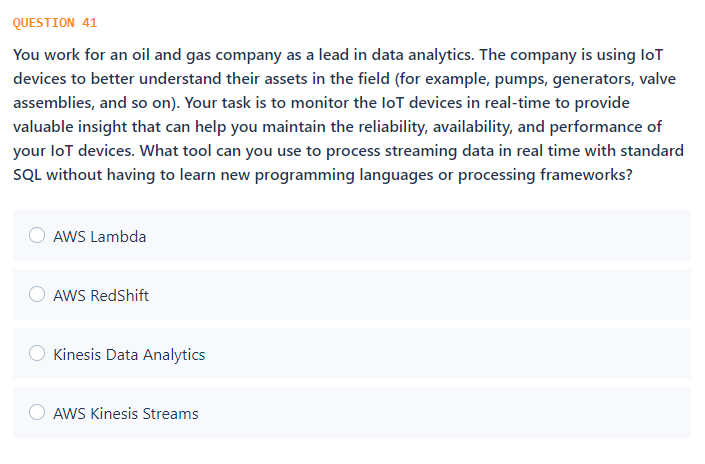 QUESTION 41
You work for an oil and gas company as a lead in data analytics. The company is using IoT
devices to better understand their assets in the field (for example, pumps, generators, valve
assemblies, and so on). Your task is to monitor the IoT devices in real-time to provide
valuable insight that can help you maintain the reliability, availability, and performance of
your IoT devices. What tool can you use to process streaming data in real time with standard
SQL without having to learn new programming languages or processing frameworks?
AWS Lambda
AWS RedShift
Kinesis Data Analytics
AWS Kinesis Streams